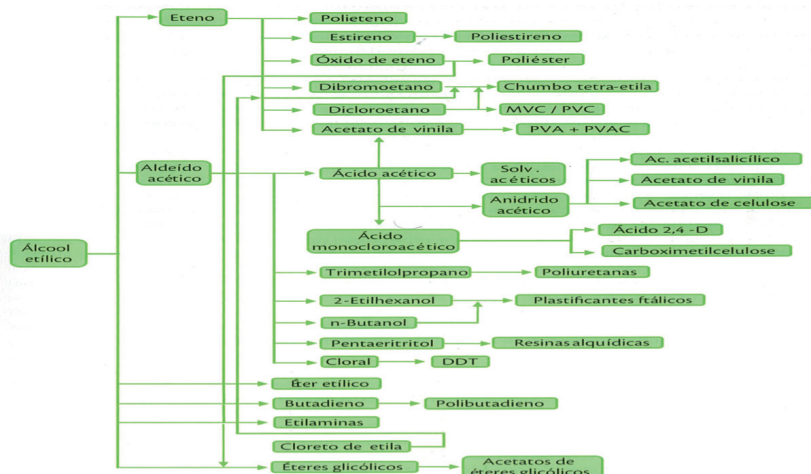 Eteno
Polieteno
Estireno
Poliestireno
Óxido de eteno
Poliéster
Dibromoetano
Chumbo tetra-etila
Dicloroetano
MVC / PVC
Acetato de vinila
PVA + PVAC
Aldeído
acético
Ácido acético
Solv.
acéticos
Anidrido
acético
Ac. acetilsalicílico
Acetato de vinila
Acetato de celulose
Ácido
monocloroacético
Ácido 2,4 -D
Carboximetilcelulose
Álcool
etílico
Trimetilolpropano
Poliuretanas
2-Etilhexanol
Plastificantes ftálicos
n-Butanol
Pentaeritritol
Resinas alquídicas
Cloral
DDT
Éter etílico
Butadieno
Polibutadieno
Etilaminas
Cloreto de etila
Éteres glicólicos
Acetatos de
éteres glicólicos